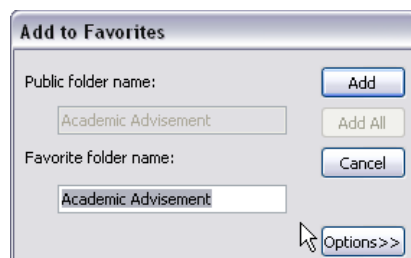 Add to Favorites
Public folder name:
Add
Academic Advisement
Add All
Favorite folder name:
Cancel
Academic Advisement
Options>>